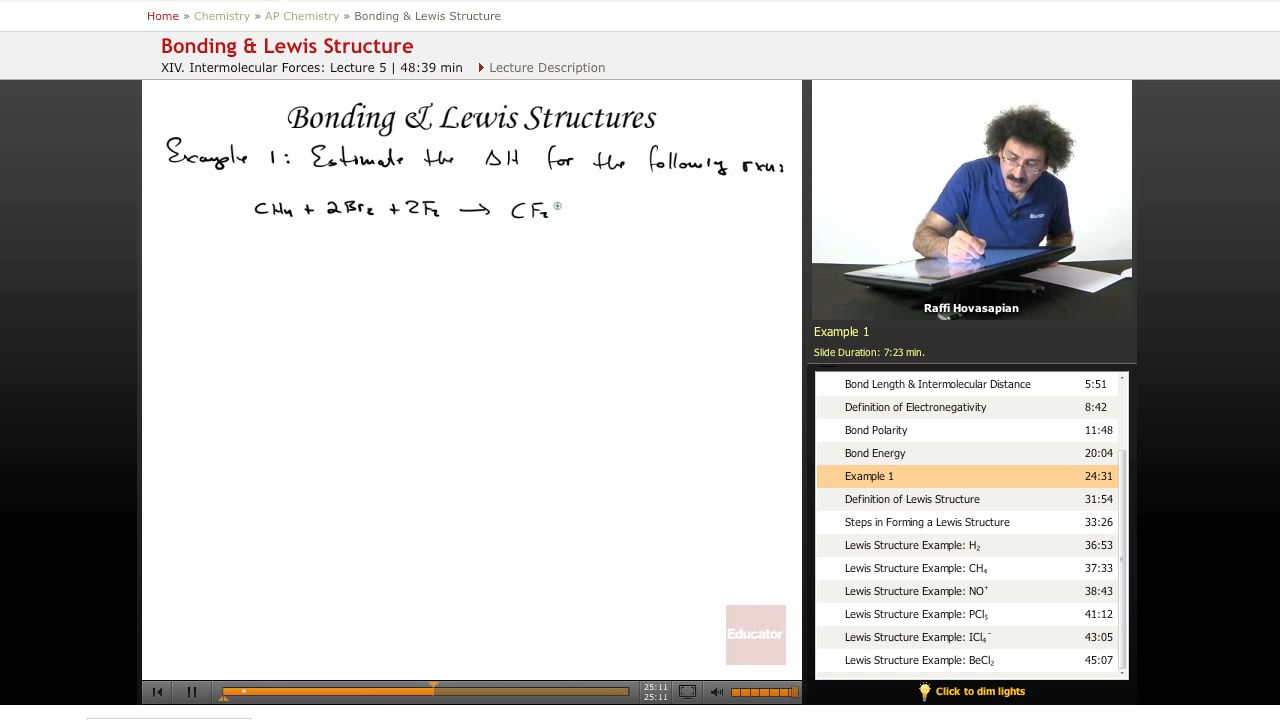 Home » Chemistry » AP Chemistry » Bonding & Lewis Structure
Bonding & Lewis Structure
XIV. Intermolecular Forces: Lecture 5 | 48:39 min Lecture Description
Bonding & Lewis Structures
Example 1: Estimate the ΔH for the following rxn:
CH₄ + 2Br₂ + 2F₂ → CF₂
Educator
Raffi Hovasapian
Example 1
Slide Duration: 7:23 min.
Bond Length & Intermolecular Distance 5:51
Definition of Electronegativity 8:42
Bond Polarity 11:48
Bond Energy 20:04
Example 1 24:31
Definition of Lewis Structure 31:54
Steps in Forming a Lewis Structure 33:26
Lewis Structure Example: H₂ 36:53
Lewis Structure Example: CH₄ 37:33
Lewis Structure Example: NO⁺ 38:43
Lewis Structure Example: PCl₅ 41:12
Lewis Structure Example: ICl₄⁻ 43:05
Lewis Structure Example: BeCl₂ 45:07
Educator
25:11
25:11
Click to dim lights